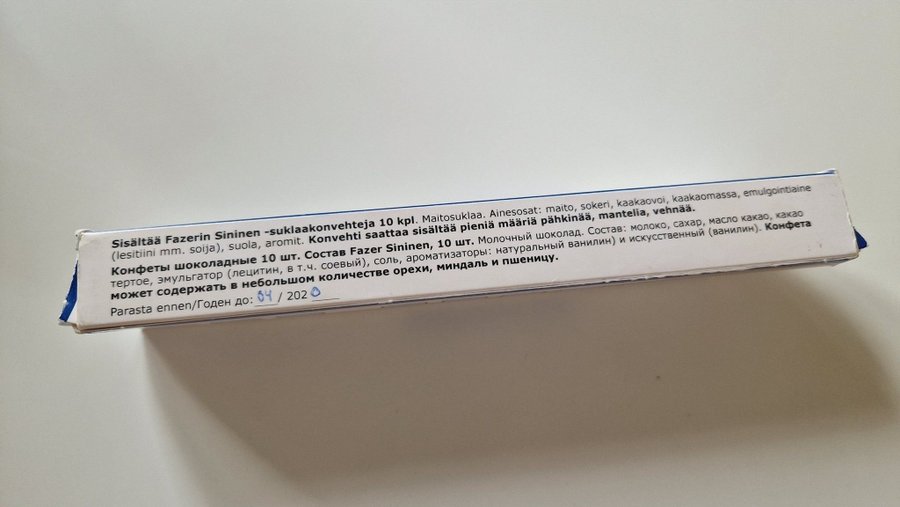 Sisältää Fazerin Sininen -suklaakonvehteja 10 kpl. Maitosuklaa. Ainesosat: maito, sokeri, kaakaovoi, kaakaomassa, emulgointiaine
(lesitiini mm. soija), suola, aromit. Konvehti saattaa sisältää pieniä määriä pähkinää, mantelia, vehnää.
Конфеты шоколадные 10 шт. Состав Fazer Sininen, 10 шт. Молочный шоколад. Состав: молоко, сахар, масло какао, какао
тертое, эмульгатор (лецитин, в т.ч. соевый), соль, ароматизаторы: натуральный ванилин) и искусственный (ванилин). Конфета
может содержать в небольшом количестве орехи, миндаль и пшеницу.
Parasta ennen/Годен до: 04 / 2020